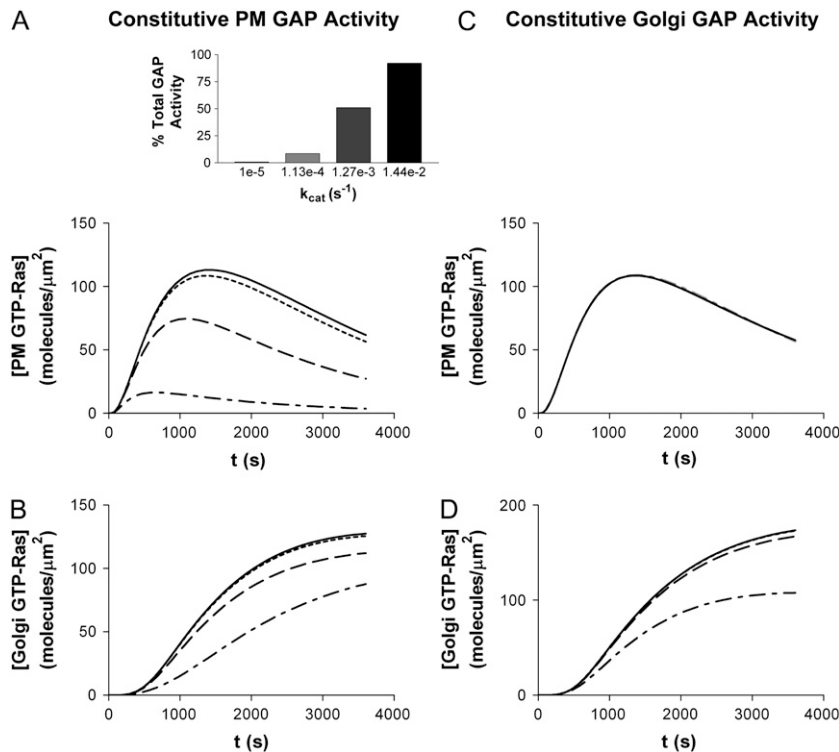 A Constitutive PM GAP Activity
% Total GAP
Activity
100
75
50
25
0
1e-5 1.13e-4 1.27e-3 1.44e-2
k_cat (s⁻¹)
[PM GTP-Ras]
(molecules/μm²)
150
100
50
0
0 1000 2000 3000 4000
t (s)
B
[Golgi GTP-Ras]
(molecules/μm²)
150
100
50
0
0 1000 2000 3000 4000
t (s)
C Constitutive Golgi GAP Activity
[PM GTP-Ras]
(molecules/μm²)
150
100
50
0
0 1000 2000 3000 4000
t (s)
D
[Golgi GTP-Ras]
(molecules/μm²)
200
100
0
0 1000 2000 3000 4000
t (s)